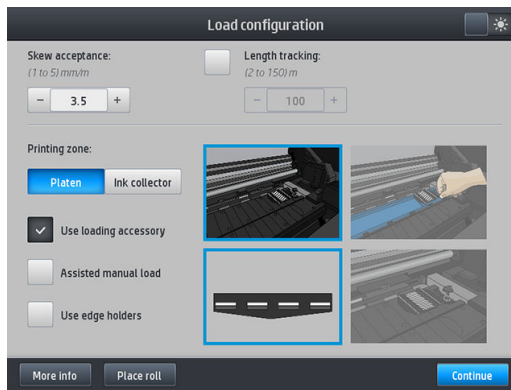 Load configuration
Skew acceptance:
(1 to 5) mm/m
- 3.5 +
Length tracking:
(2 to 150) m
- 100 +
Printing zone:
Platen Ink collector
Use loading accessory
Assisted manual load
Use edge holders
More info Place roll Continue